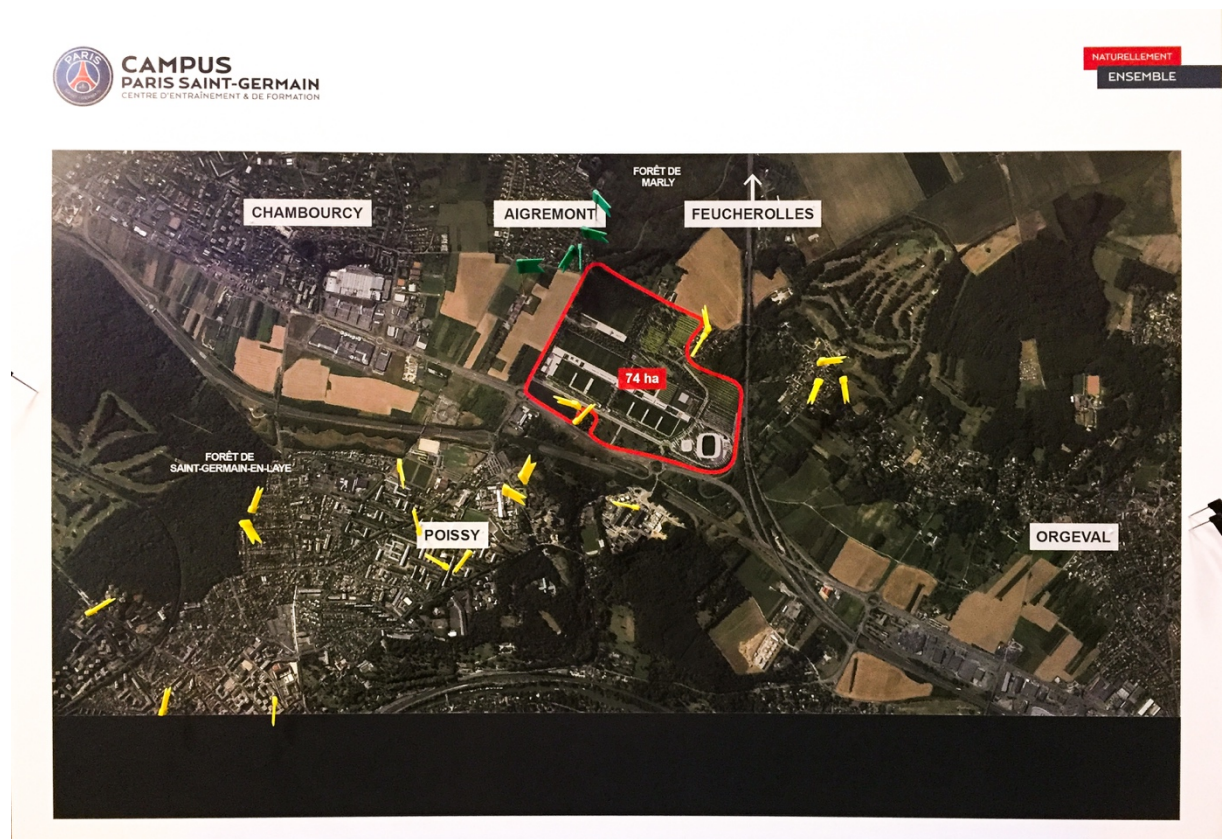 PARIS
CAMPUS
PARIS SAINT-GERMAIN
CENTRE D'ENTRAÎNEMENT & DE FORMATION
NATURELLEMENT
ENSEMBLE
FORÊT DE
MARLY
CHAMBOURCY
AIGREMONT
FEUCHEROLLES
74 ha
FORÊT DE
SAINT-GERMAIN-EN-LAYE
POISSY
ORGEVAL